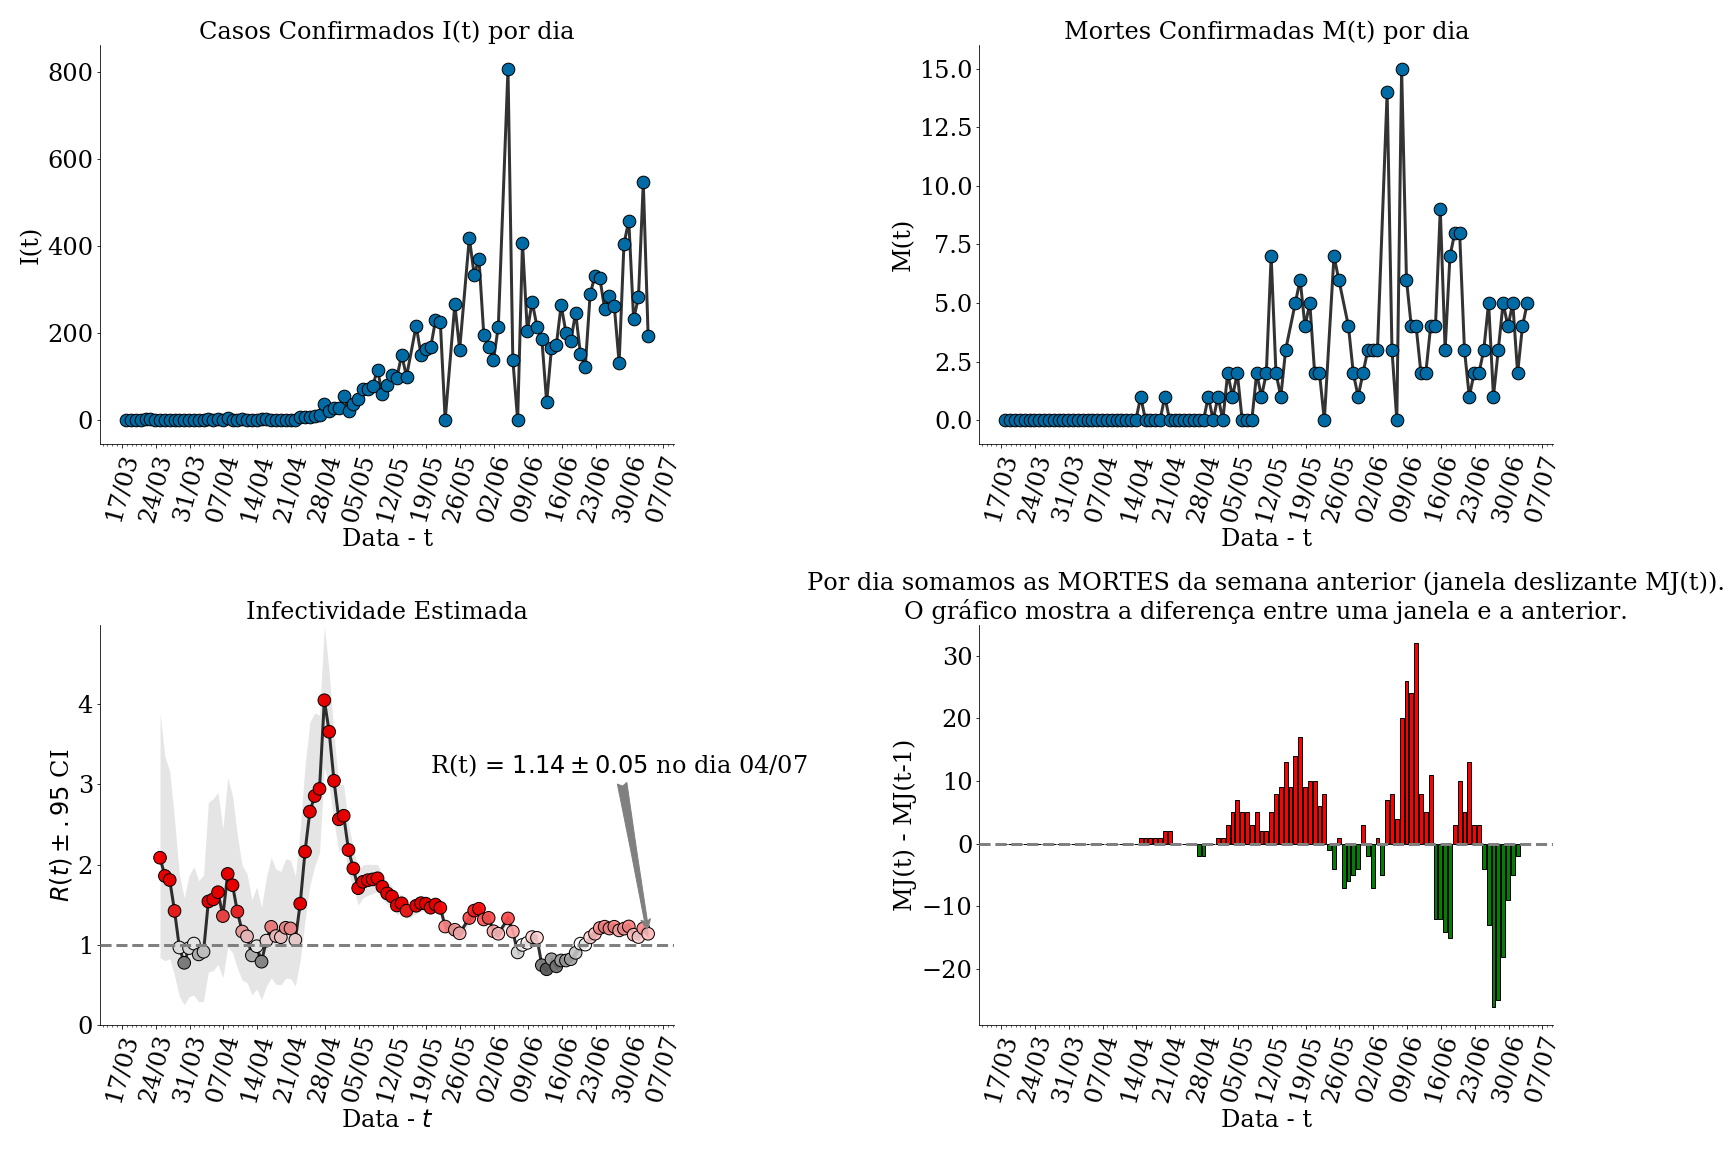 Casos Confirmados I(t) por dia
800
600
400
200
0
I(t)
17/03 24/03 31/03 07/04 14/04 21/04 28/04 05/05 12/05 19/05 26/05 02/06 09/06 16/06 23/06 30/06 07/07
Data - t
Mortes Confirmadas M(t) por dia
15.0
12.5
10.0
7.5
5.0
2.5
0.0
M(t)
17/03 24/03 31/03 07/04 14/04 21/04 28/04 05/05 12/05 19/05 26/05 02/06 09/06 16/06 23/06 30/06 07/07
Data - t
Infectividade Estimada
4
3
2
1
0
R(t) ± .95 CI
R(t) = 1.14 ± 0.05 no dia 04/07
17/03 24/03 31/03 07/04 14/04 21/04 28/04 05/05 12/05 19/05 26/05 02/06 09/06 16/06 23/06 30/06 07/07
Data - t
Por dia somamos as MORTES da semana anterior (janela deslizante MJ(t)).
O gráfico mostra a diferença entre uma janela e a anterior.
30
20
10
0
−10
−20
MJ(t) - MJ(t-1)
17/03 24/03 31/03 07/04 14/04 21/04 28/04 05/05 12/05 19/05 26/05 02/06 09/06 16/06 23/06 30/06 07/07
Data - t